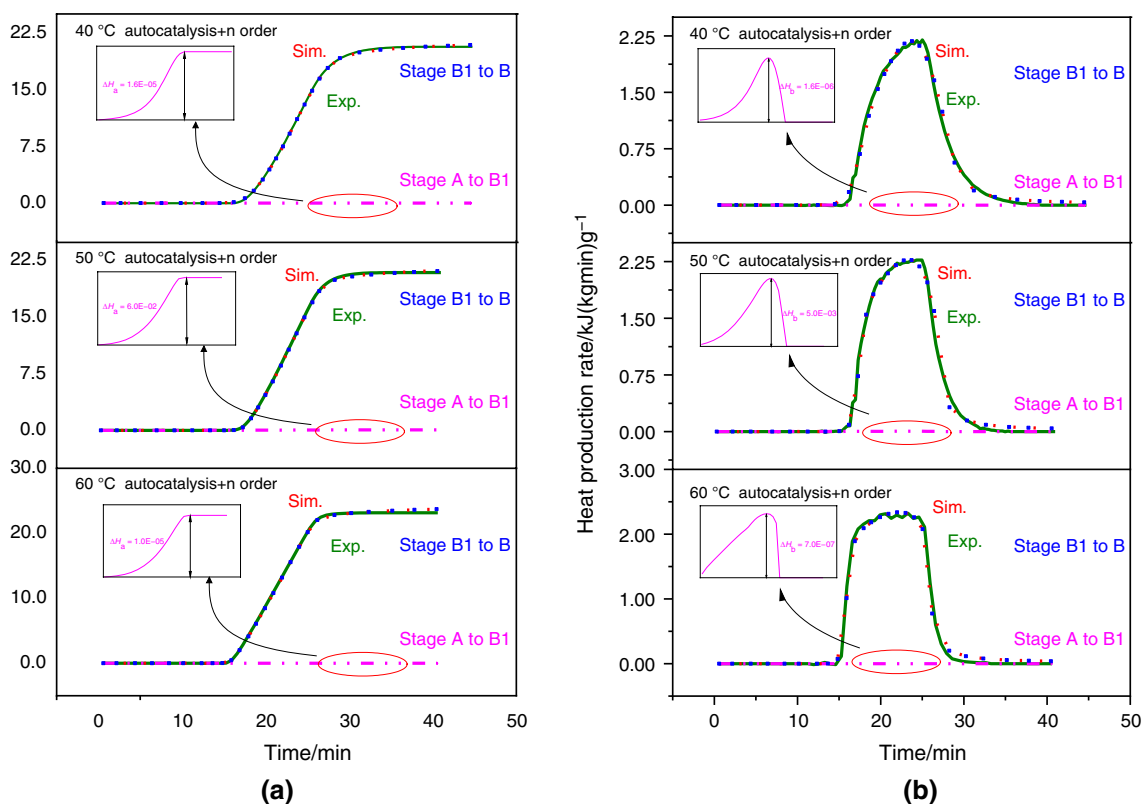 22.5
15.0
7.5
0.0
40 °C autocatalysis+n order
ΔHa = 1.6E–05
Sim.
Exp.
Stage B1 to B
Stage A to B1
22.5
15.0
7.5
0.0
50 °C autocatalysis+n order
ΔHa = 6.0E–02
Sim.
Exp.
Stage B1 to B
Stage A to B1
30.0
20.0
10.0
0.0
60 °C autocatalysis+n order
ΔHa = 1.0E–05
Sim.
Exp.
Stage B1 to B
Stage A to B1
0 10 20 30 40 50
Time/min
(a)
Heat production rate/kJ(kgmin)g⁻¹
2.25
1.50
0.75
0.00
40 °C autocatalysis+n order
ΔHb = 1.6E–06
Sim.
Exp.
Stage B1 to B
Stage A to B1
2.25
1.50
0.75
0.00
50 °C autocatalysis+n order
ΔHb = 5.0E–03
Sim.
Exp.
Stage B1 to B
Stage A to B1
3.00
2.00
1.00
0.00
60 °C autocatalysis+n order
ΔHb = 7.0E–07
Sim.
Exp.
Stage B1 to B
Stage A to B1
0 10 20 30 40 50
Time/min
(b)